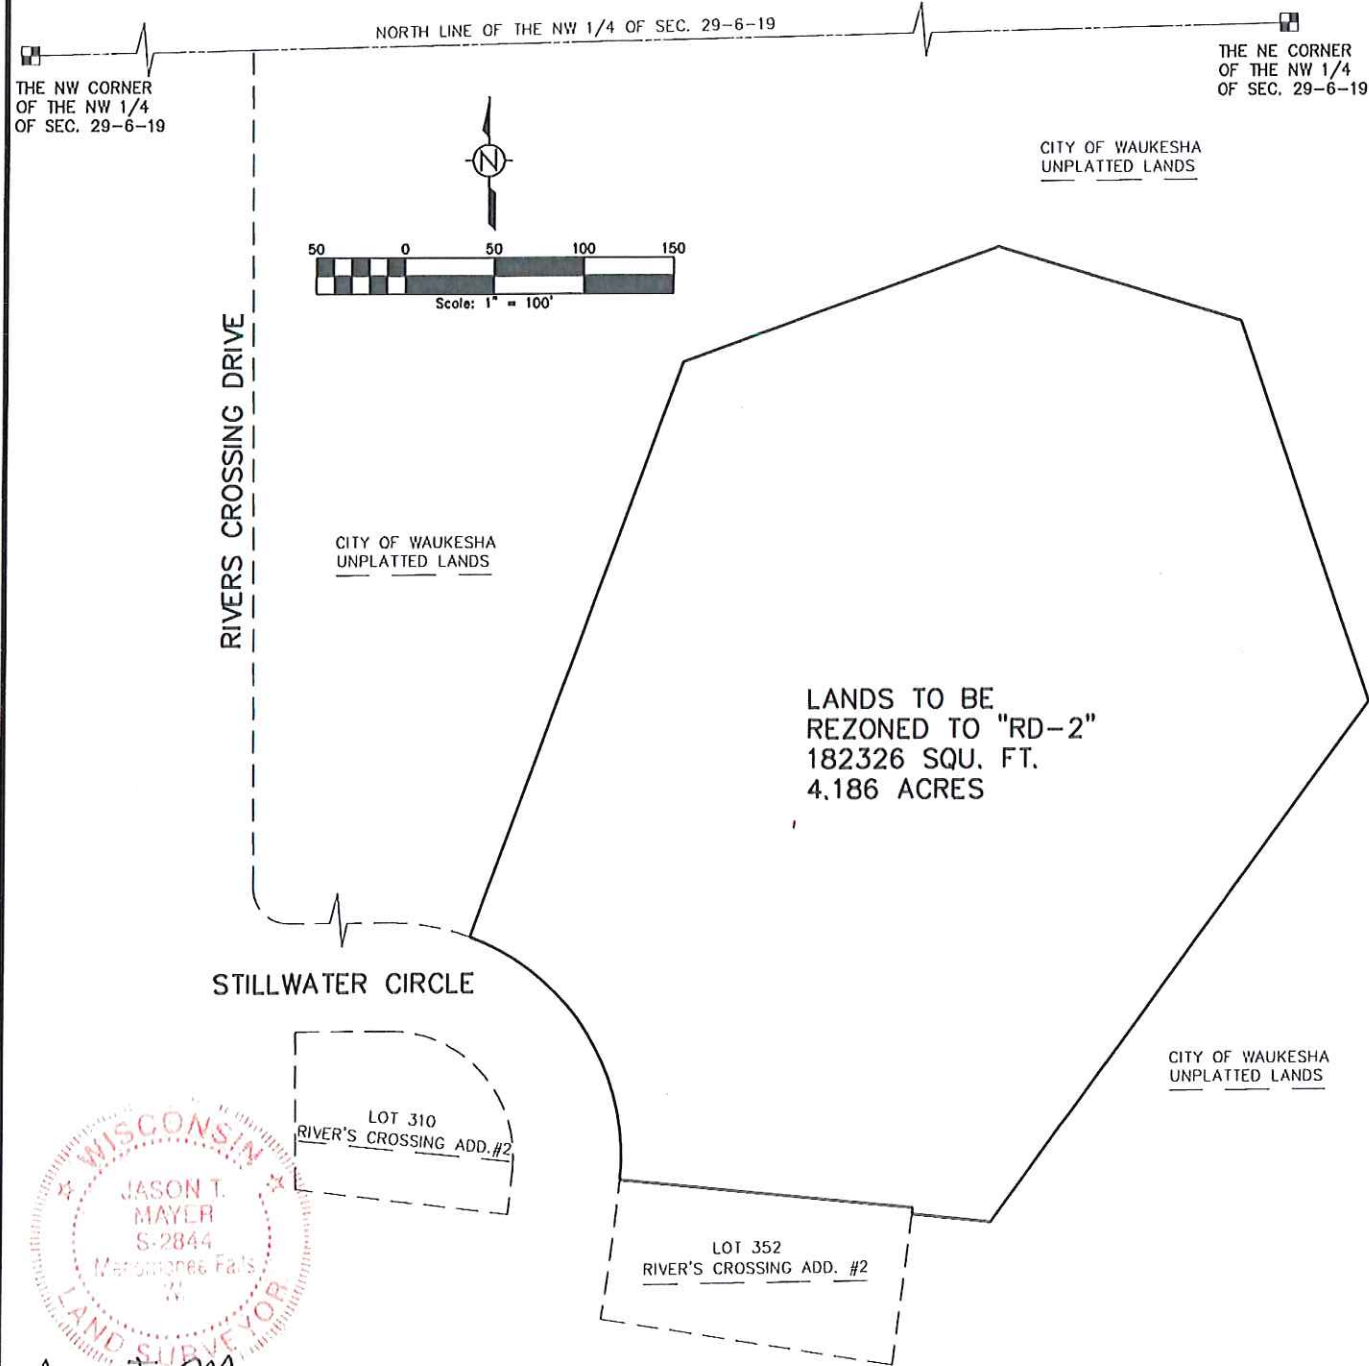 NORTH LINE OF THE NW 1/4 OF SEC. 29-6-19
THE NW CORNER
OF THE NW 1/4
OF SEC. 29-6-19
THE NE CORNER
OF THE NW 1/4
OF SEC. 29-6-19
CITY OF WAUKESHA
UNPLATTED LANDS
N
50 0 50 100 150
Scale: 1" = 100'
RIVERS CROSSING DRIVE
CITY OF WAUKESHA
UNPLATTED LANDS
LANDS TO BE
REZONED TO "RD-2"
182326 SQU. FT.
4.186 ACRES
STILLWATER CIRCLE
CITY OF WAUKESHA
UNPLATTED LANDS
LOT 310
RIVER'S CROSSING ADD.#2
LOT 352
RIVER'S CROSSING ADD. #2
WISCONSIN
JASON T.
MAYER
S-2844
Menomonee Falls
LAND SURVEYOR